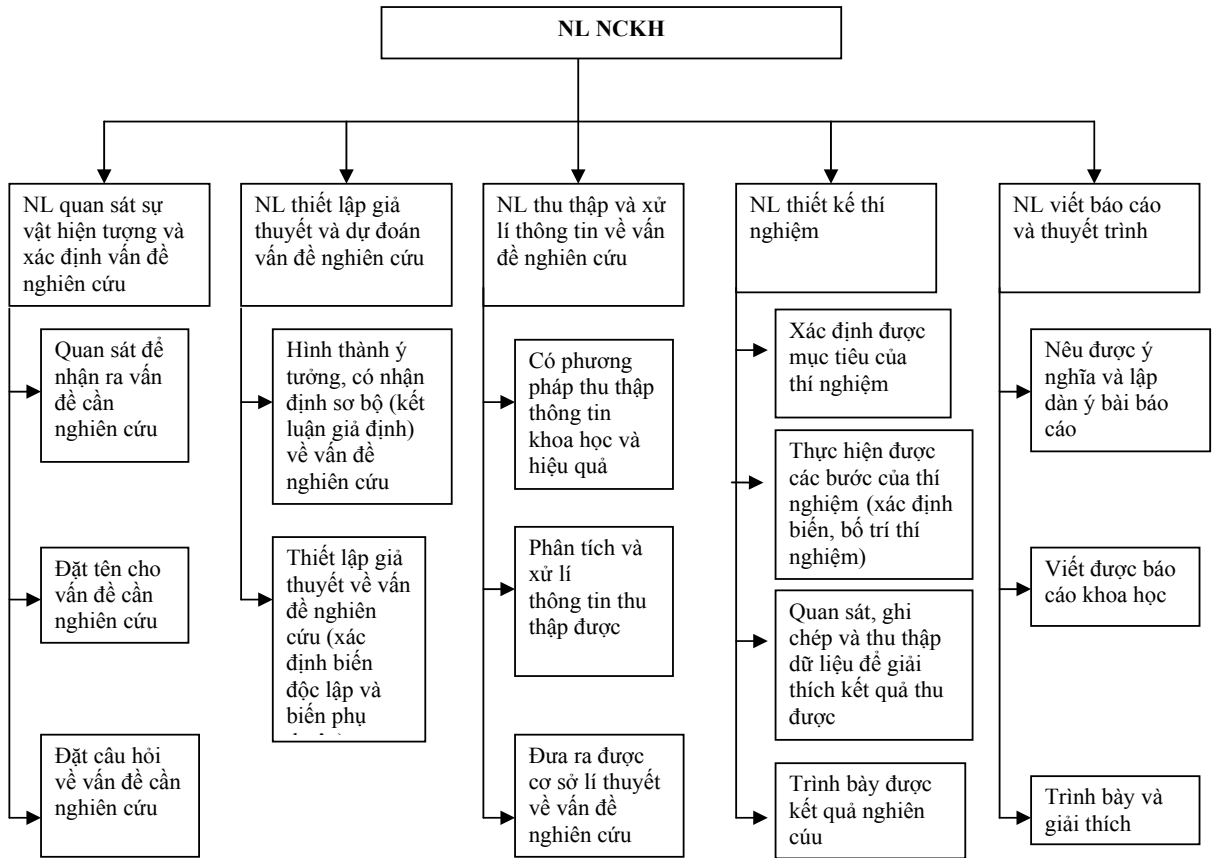 NL NCKH
NL quan sát sự
vật hiện tượng và
xác định vấn đề
nghiên cứu
Quan sát để
nhận ra vấn
đề cần
nghiên cứu
Đặt tên cho
vấn đề cần
nghiên cứu
Đặt câu hỏi
về vấn đề cần
nghiên cứu
NL thiết lập giả
thuyết và dự đoán
vấn đề nghiên cứu
Hình thành ý
tưởng, có nhận
định sơ bộ (kết
luận giả định)
về vấn đề
nghiên cứu
Thiết lập giả
thuyết về vấn
đề nghiên
cứu (xác
định biến
độc lập và
biến phụ
NL thu thập và xử
lí thông tin về vấn
đề nghiên cứu
Có phương
pháp thu thập
thông tin
khoa học và
hiệu quả
Phân tích và
xử lí
thông tin thu
thập được
Đưa ra được
cơ sở lí thuyết
về vấn đề
nghiên cứu
NL thiết kế thí
nghiệm
Xác định được
mục tiêu của
thí nghiệm
Thực hiện được
các bước của thí
nghiệm (xác định
biến, bố trí thí
nghiệm)
Quan sát, ghi
chép và thu thập
dữ liệu để giải
thích kết quả thu
được
Trình bày được
kết quả nghiên
cúu
NL viết báo cáo
và thuyết trình
Nêu được ý
nghĩa và lập
dàn ý bài báo
cáo
Viết được báo
cáo khoa học
Trình bày và
giải thích